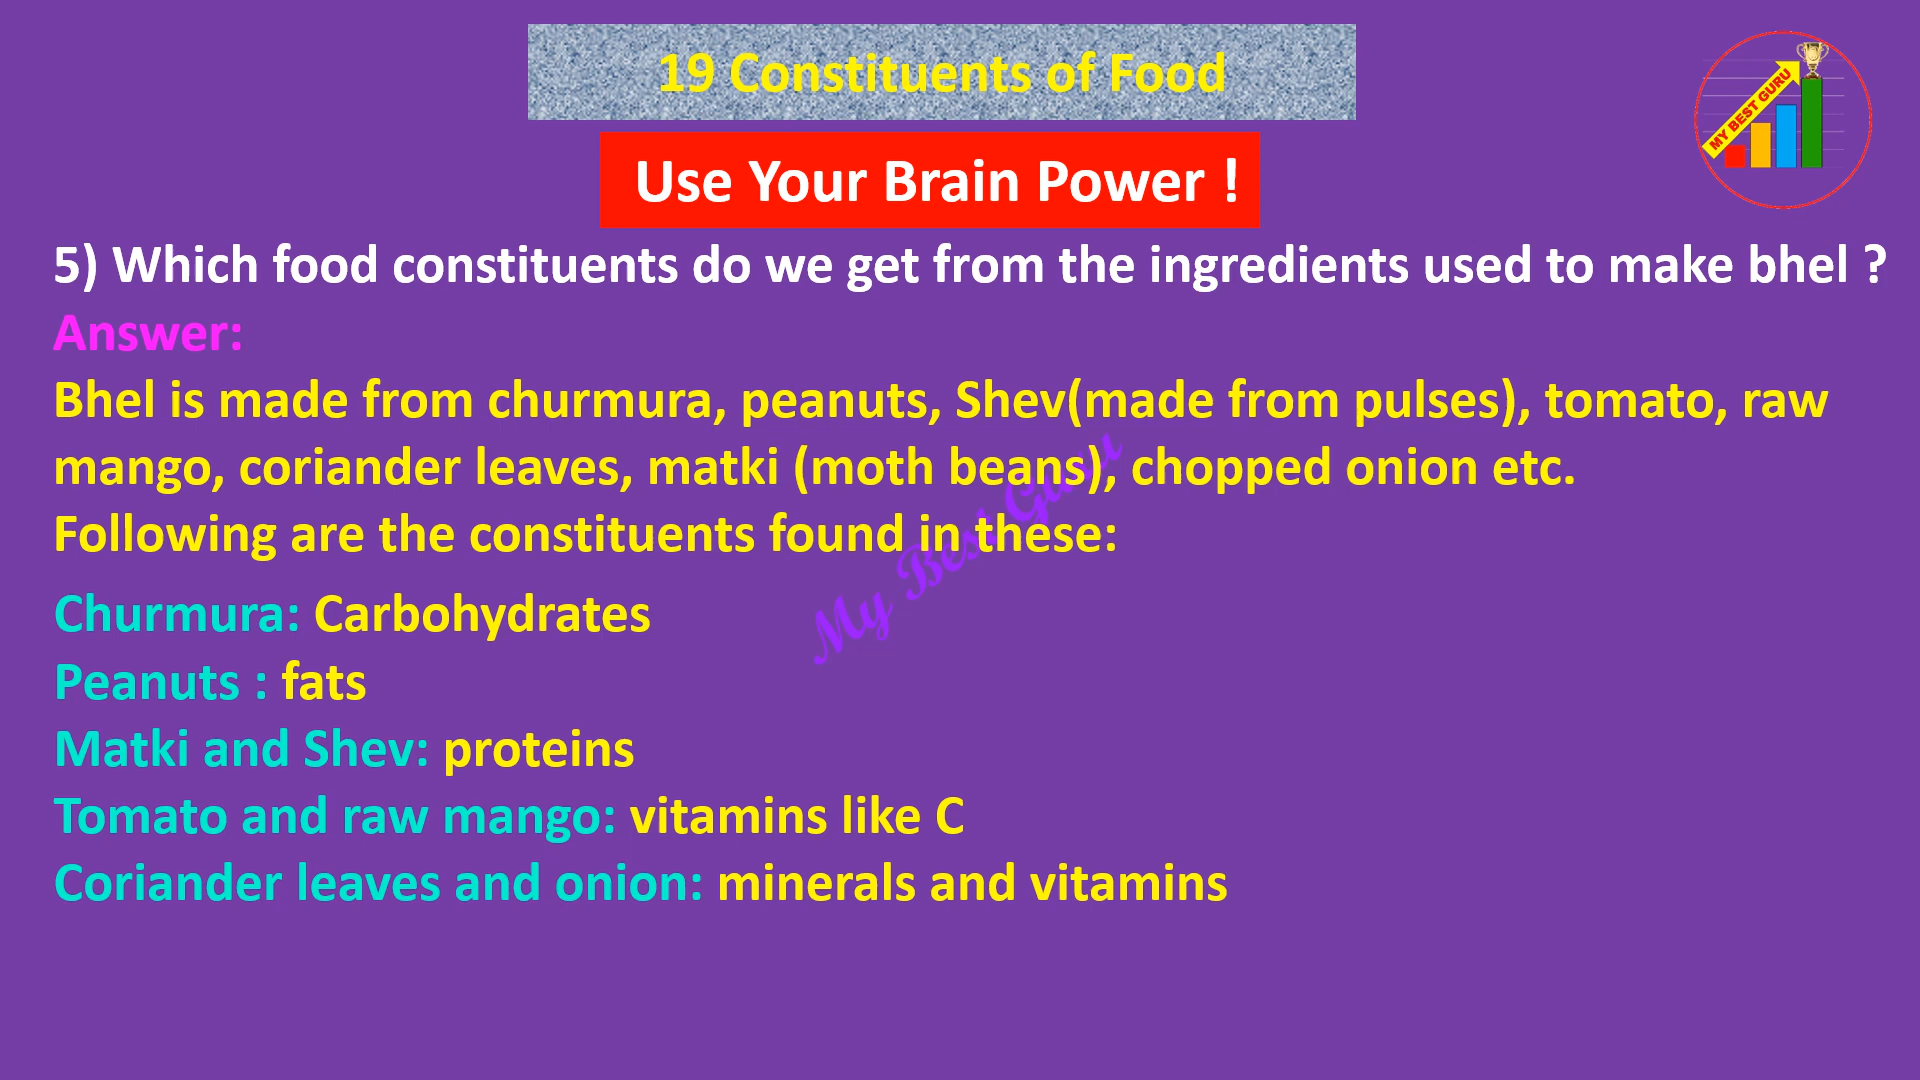 19 Constituents of Food
MY BEST GURU
Use Your Brain Power !
5) Which food constituents do we get from the ingredients used to make bhel ?
Answer:
Bhel is made from churmura, peanuts, Shev(made from pulses), tomato, raw
mango, coriander leaves, matki (moth beans), chopped onion etc.
Following are the constituents found in these:
Churmura: Carbohydrates
Peanuts : fats
Matki and Shev: proteins
Tomato and raw mango: vitamins like C
Coriander leaves and onion: minerals and vitamins
My Best Guru